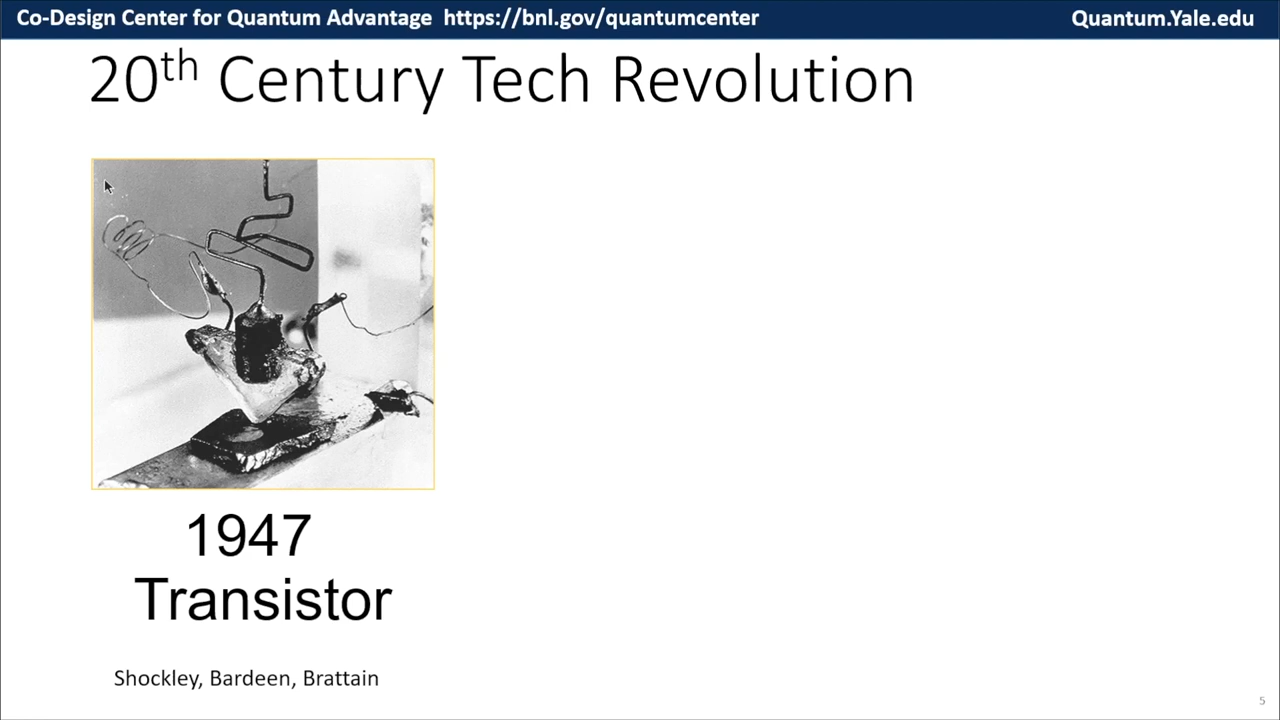 Co-Design Center for Quantum Advantage https://bnl.gov/quantumcenter Quantum.Yale.edu
20th Century Tech Revolution
1947
Transistor
Shockley, Bardeen, Brattain
5